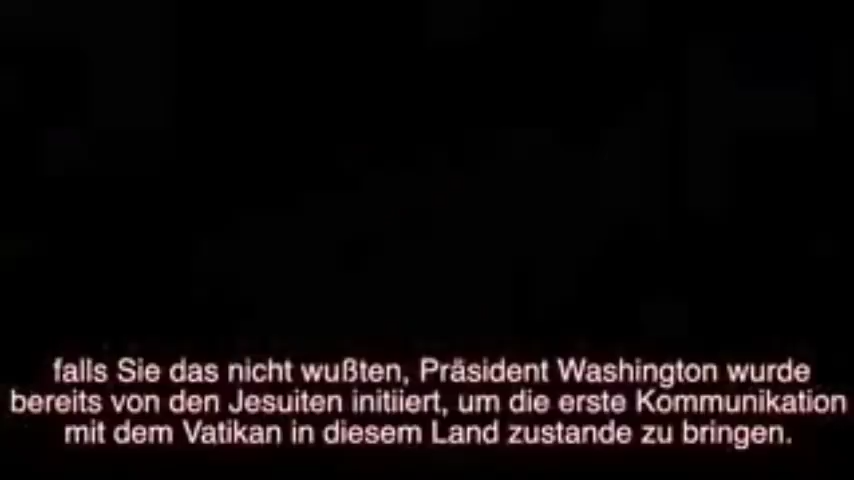 falls Sie das nicht wußten, Präsident Washington wurde
bereits von den Jesuiten initiiert, um die erste Kommunikation
mit dem Vatikan in diesem Land zustande zu bringen.